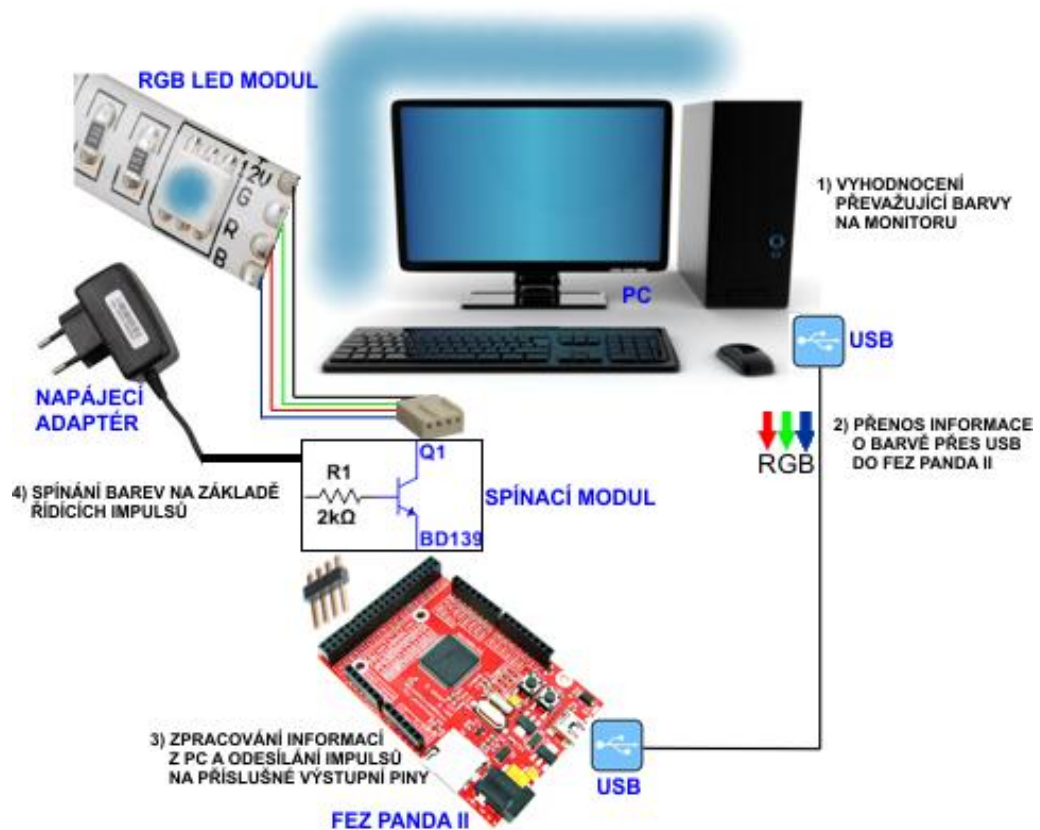 RGB LED MODUL
12V
G
R
B
1) VYHODNOCENÍ
PŘEVAŽUJÍCÍ BARVY
NA MONITORU
PC
USB
NAPÁJECÍ
ADAPTÉR
2) PŘENOS INFORMACE
O BARVĚ PŘES USB
DO FEZ PANDA II
RGB
Q1
R1
2kΩ
BD139
SPÍNACÍ MODUL
4) SPÍNÁNÍ BAREV NA ZÁKLADĚ
ŘÍDÍCÍCH IMPULSŮ
3) ZPRACOVÁNÍ INFORMACÍ
Z PC A ODESÍLÁNÍ IMPULSŮ
NA PŘÍSLUŠNÉ VÝSTUPNÍ PINY
USB
FEZ PANDA II